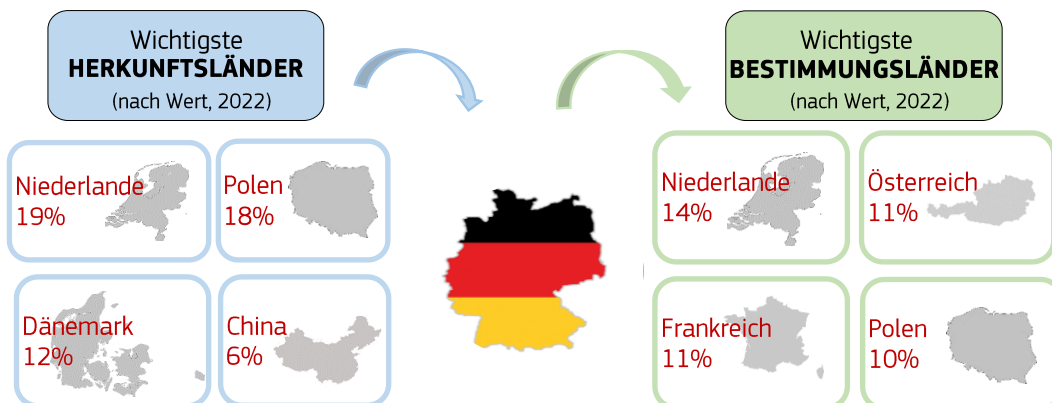 Wichtigste
HERKUNFTSLÄNDER
(nach Wert, 2022)
Niederlande
19%
Polen
18%
Dänemark
12%
China
6%
Wichtigste
BESTIMMUNGSLÄNDER
(nach Wert, 2022)
Niederlande
14%
Österreich
11%
Frankreich
11%
Polen
10%